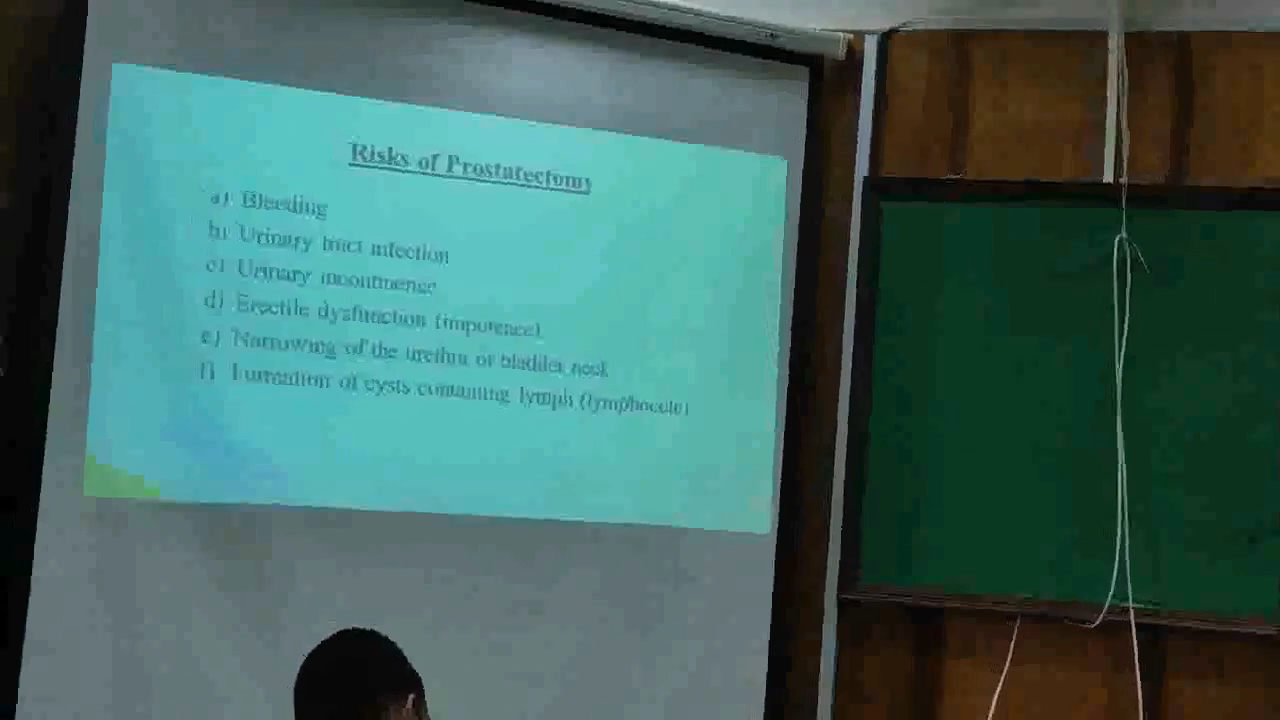 Risks of Prostatectomy
a) Bleeding
b) Urinary tract infection
c) Urinary incontinence
d) Erectile dysfunction (impotence)
e) Narrowing of the urethra or bladder neck
f) Formation of cysts containing lymph (lymphocele)